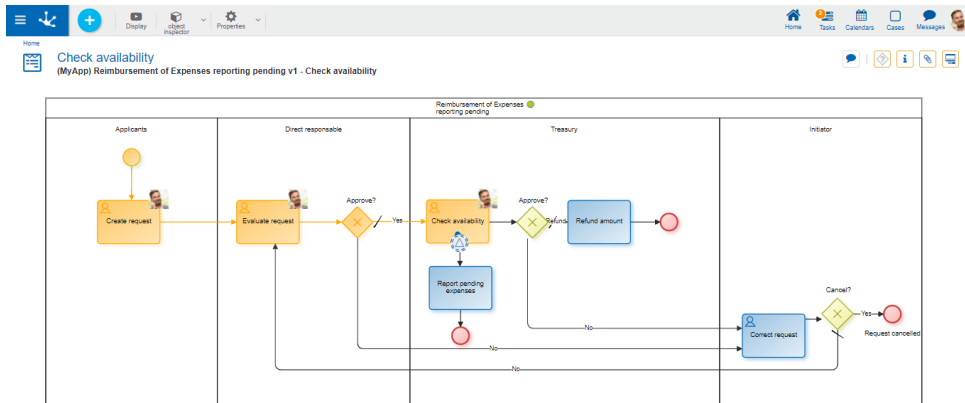 Display
object
inspector
Properties
Home
2
Tasks
Calendars
Cases
Messages
Home
Check availability
(MyApp) Reimbursement of Expenses reporting pending v1 - Check availability
Reimbursement of Expenses
reporting pending
Applicants
Direct responsable
Treasury
Initiator
Create request
Evaluate request
Approve?
Yes
Check availability
Approve?
Refund
Refund amount
Report pending
expenses
No
No
No
Correct request
Cancel?
Yes
Request cancelled